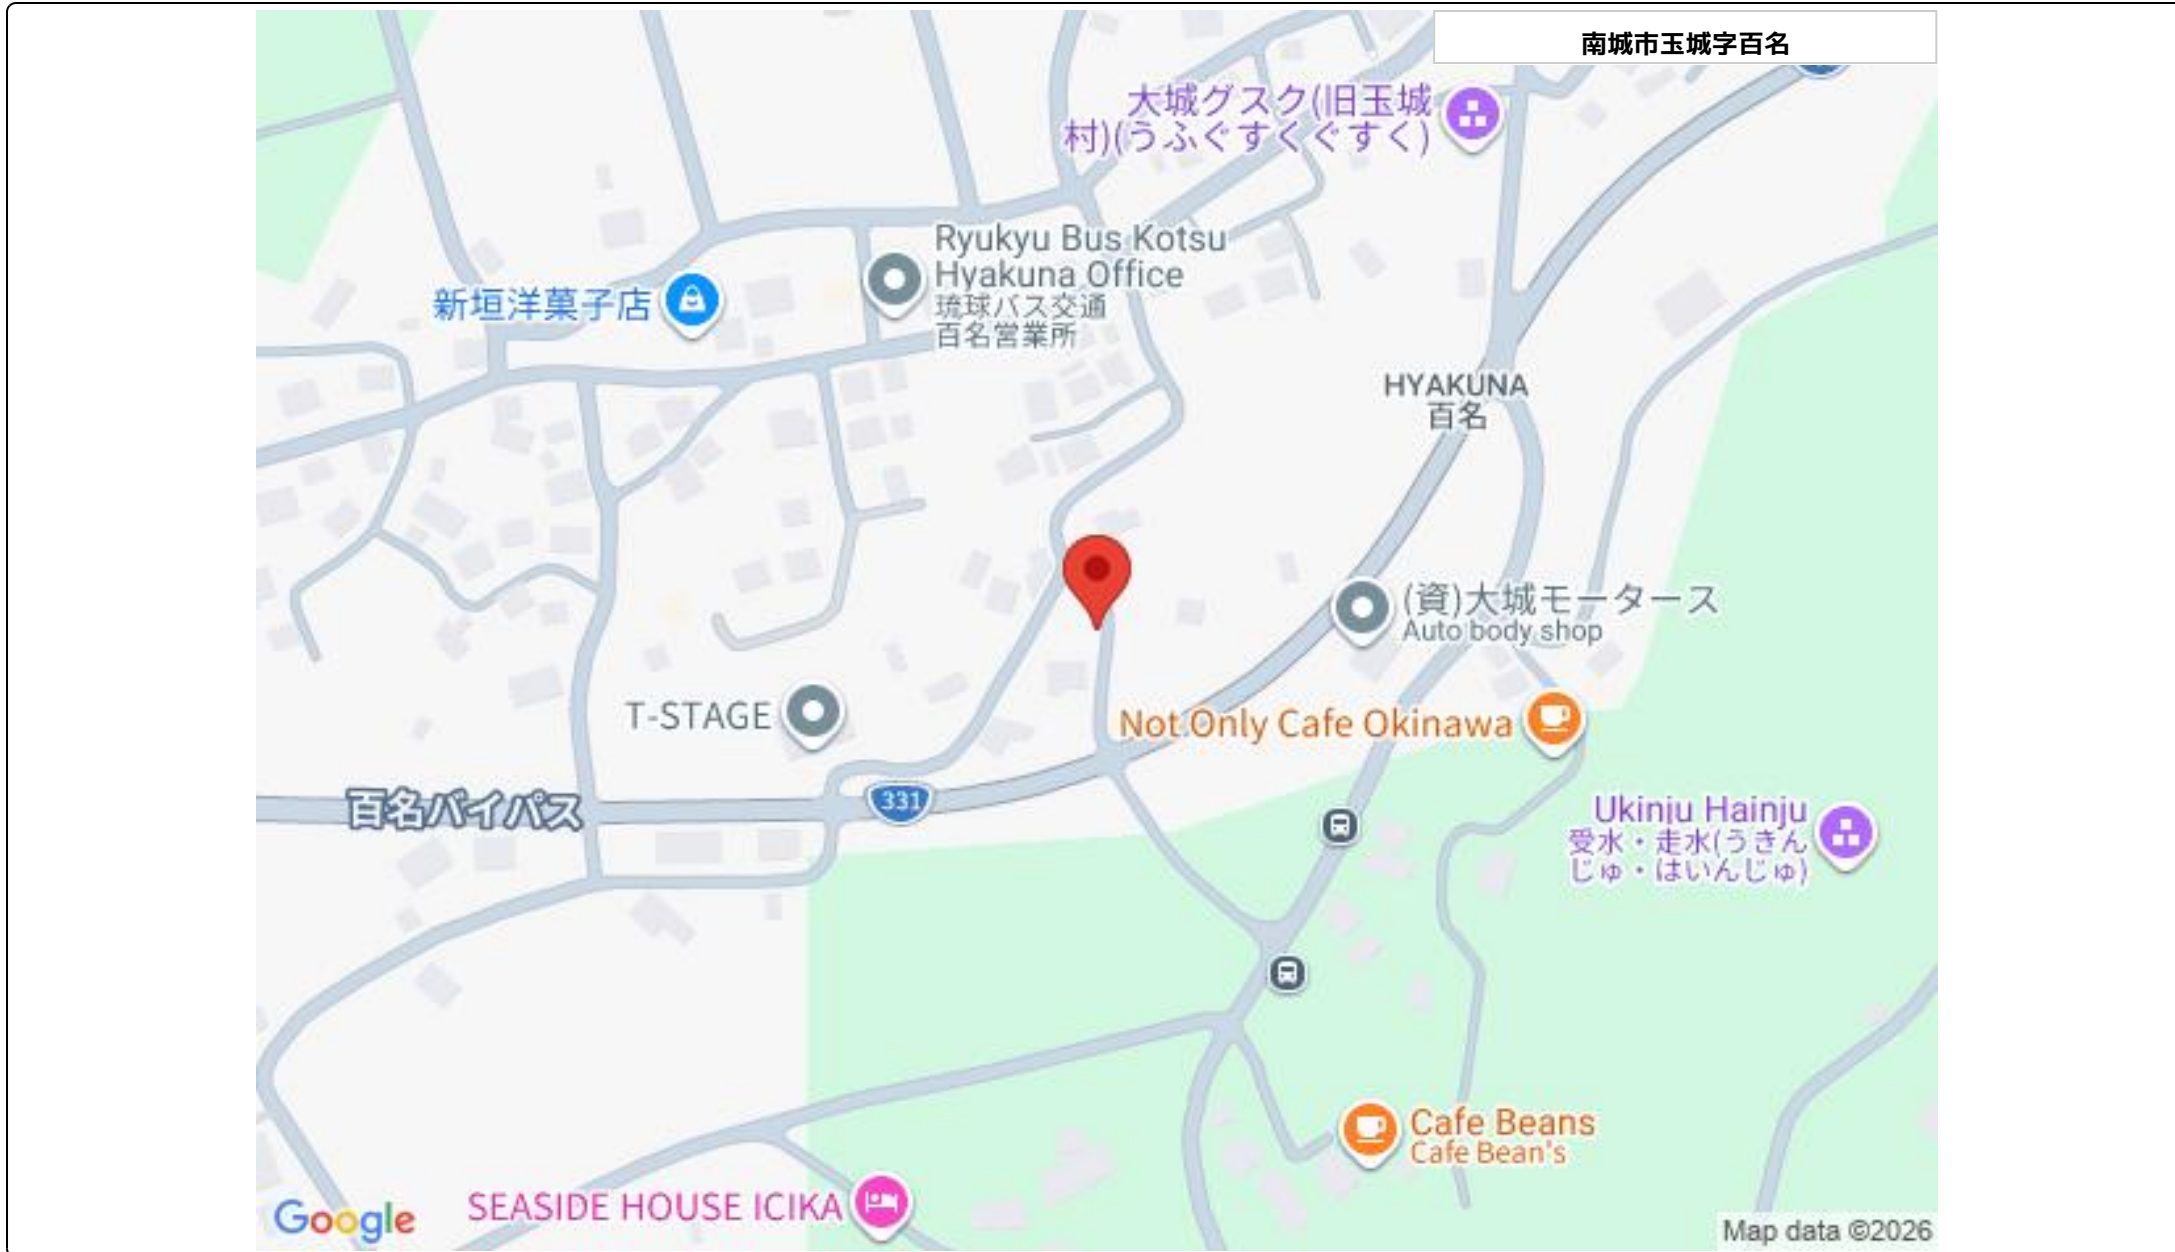 南城市玉城字百名
大城グスク(旧玉城
村)(うふぐすくぐすく)
Ryukyu Bus Kotsu
Hyakuna Office
琉球バス交通
百名営業所
新垣洋菓子店
HYAKUNA
百名
(資)大城モータース
Auto body shop
T-STAGE
Not Only Cafe Okinawa
百名バイパス
331
Ukinju Hainju
受水・走水(うきん
じゅ・はいんじゅ)
Cafe Beans
Cafe Bean's
SEASIDE HOUSE ICIKA
Google
Map data ©2026